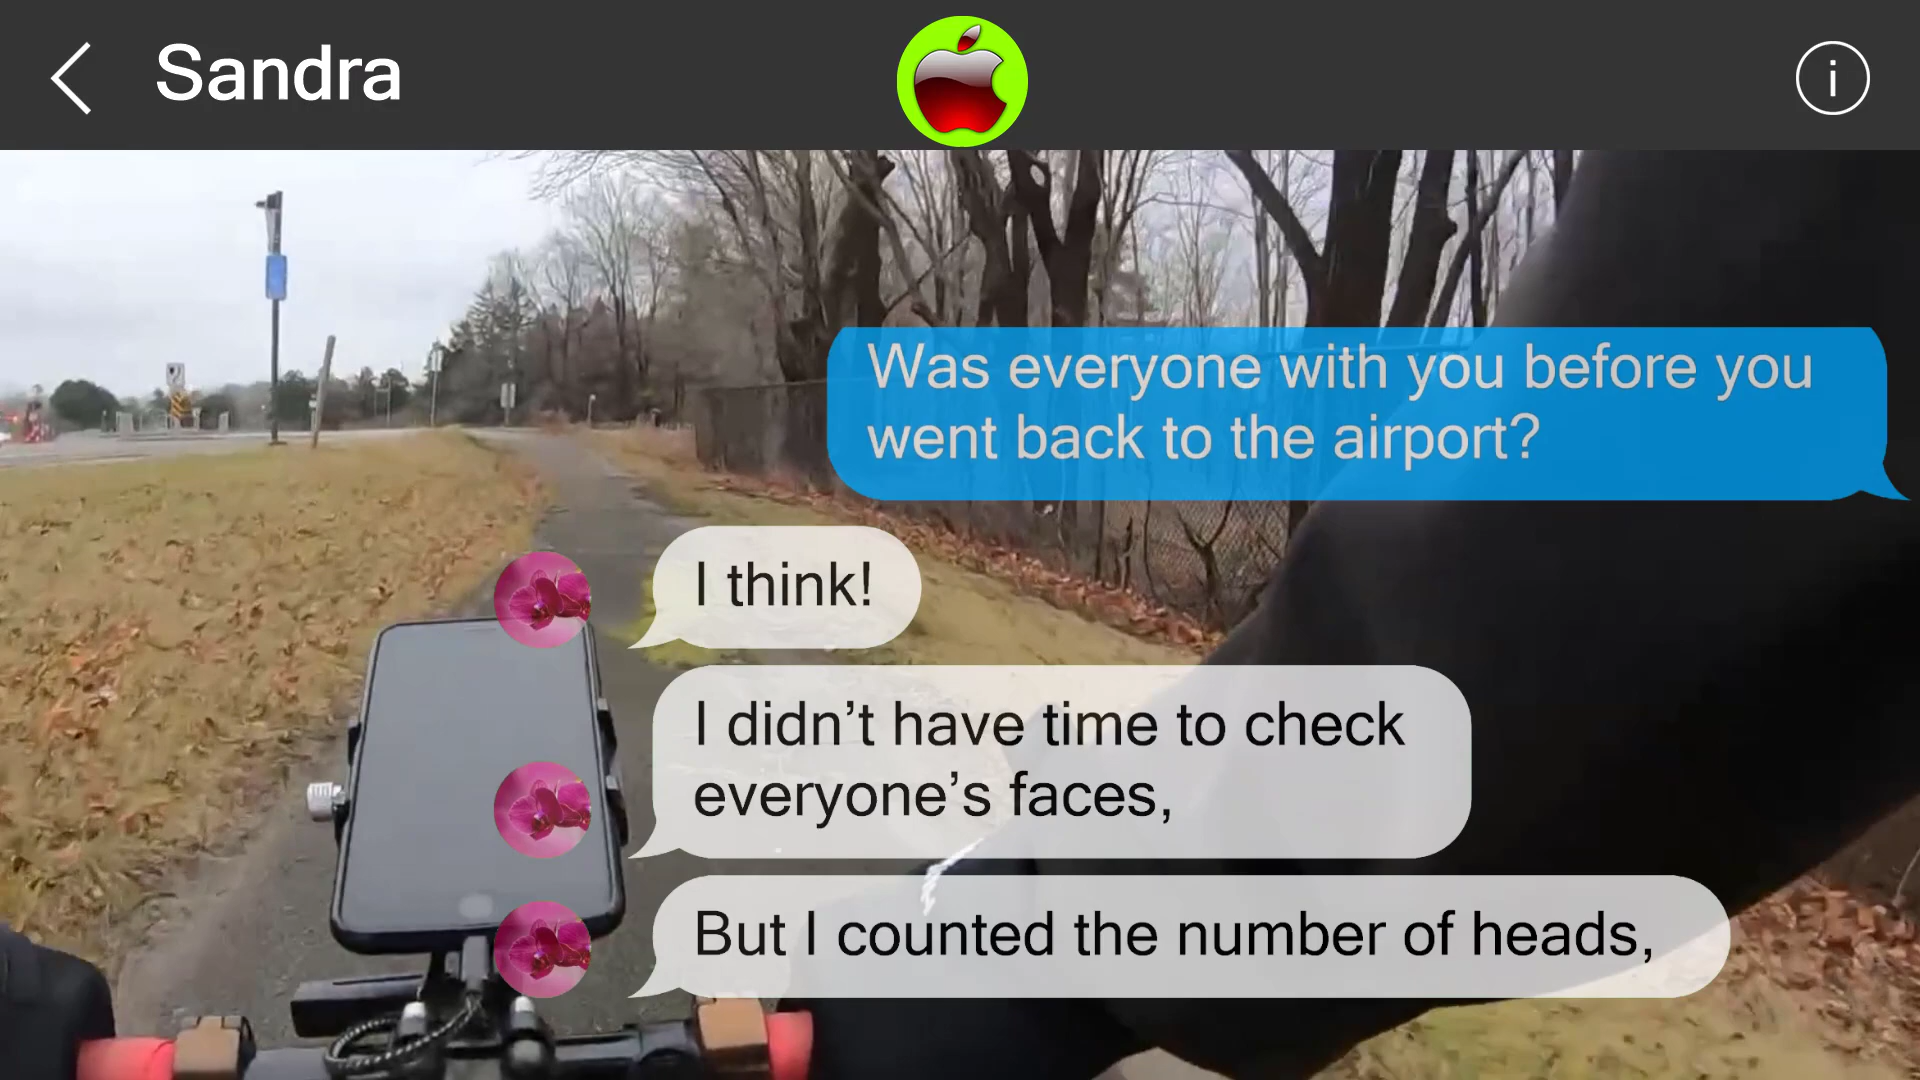 Sandra
Was everyone with you before you
went back to the airport?
I think!
I didn’t have time to check
everyone’s faces,
But I counted the number of heads,